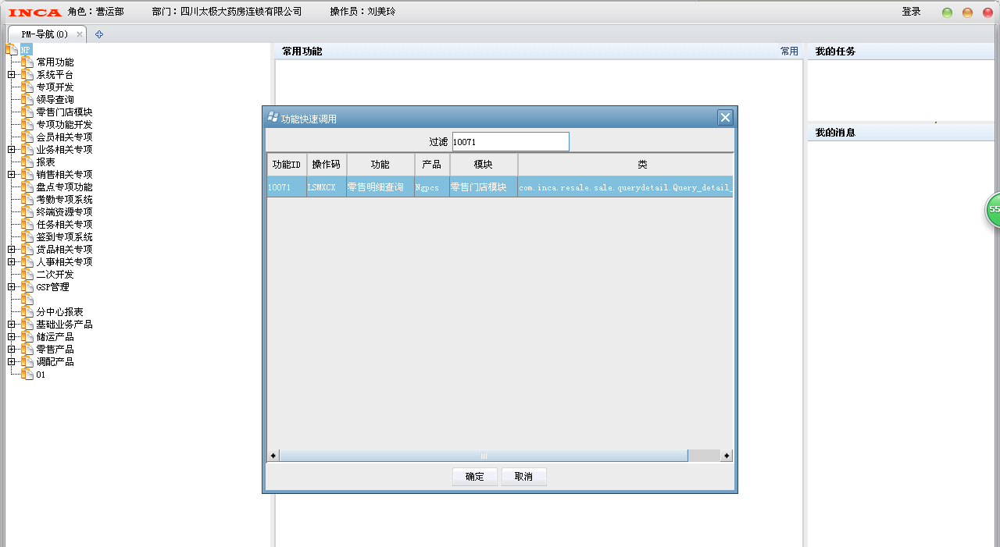 INCA 角色：营运部 部门：四川太极大药房连锁有限公司 操作员：刘美玲 登录
PM-导航(0)
NP
常用功能
系统平台
专项开发
领导查询
零售门店模块
专项功能开发
会员相关专项
业务相关专项
报表
销售相关专项
盘点专项功能
考勤专项系统
终端资源专项
任务相关专项
签到专项系统
货品相关专项
人事相关专项
二次开发
GSP管理
分中心报表
基础业务产品
储运产品
零售产品
调配产品
01
常用功能 常用
我的任务
我的消息
55
功能快速调用
过滤 10071
功能ID 操作码 功能 产品 模块 类
10071 LSMXCX 零售明细查询 Ngpcs 零售门店模块 com.inca.resale.sale.querydetail.Query_detail_
确定 取消